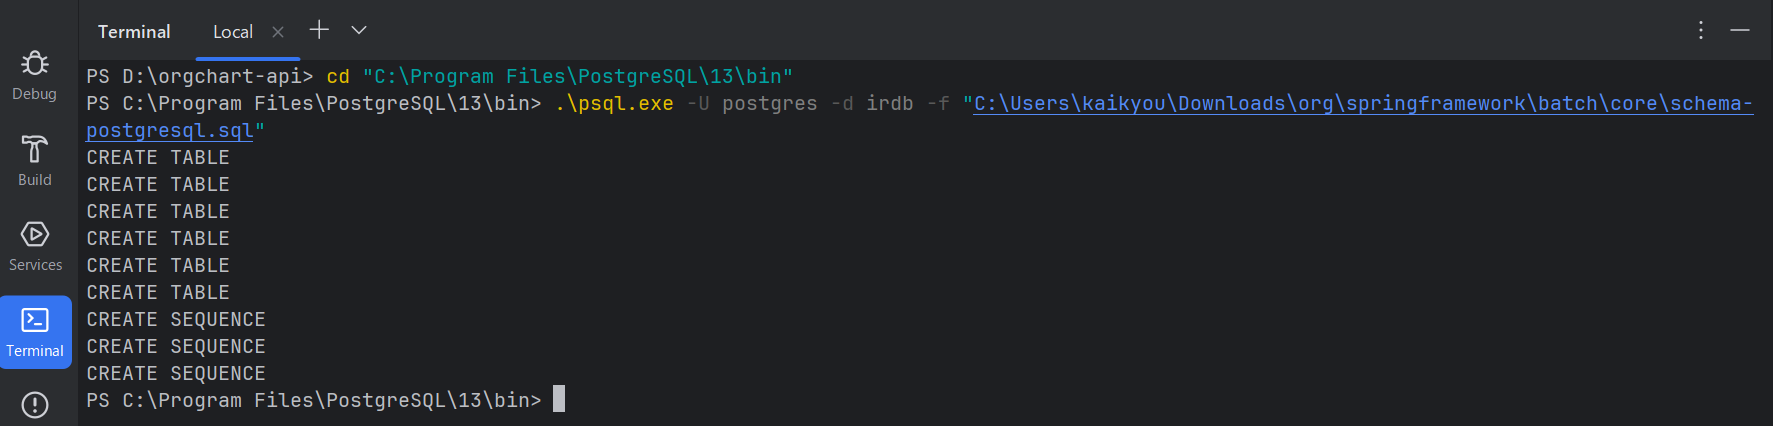 Terminal Local
PS D:\orgchart-api> cd "C:\Program Files\PostgreSQL\13\bin"
PS C:\Program Files\PostgreSQL\13\bin> .\psql.exe -U postgres -d irdb -f "C:\Users\kaikyou\Downloads\org\springframework\batch\core\schema-
postgresql.sql"
CREATE TABLE
CREATE TABLE
CREATE TABLE
CREATE TABLE
CREATE TABLE
CREATE TABLE
CREATE SEQUENCE
CREATE SEQUENCE
CREATE SEQUENCE
PS C:\Program Files\PostgreSQL\13\bin>
Debug
Build
Services
Terminal